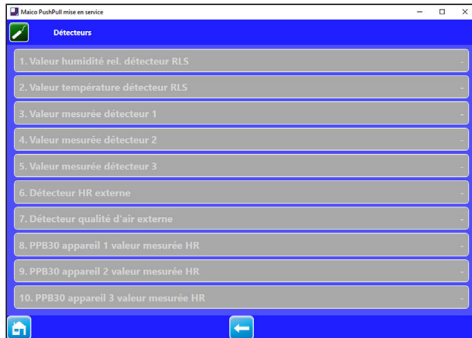 Maico PushPull mise en service
Détecteurs
1. Valeur humidité rel. détecteur RLS -
2. Valeur température détecteur RLS -
3. Valeur mesurée détecteur 1 -
4. Valeur mesurée détecteur 2 -
5. Valeur mesurée détecteur 3 -
6. Détecteur HR externe -
7. Détecteur qualité d'air externe -
8. PPB30 appareil 1 valeur mesurée HR -
9. PPB30 appareil 2 valeur mesurée HR -
10. PPB30 appareil 3 valeur mesurée HR -